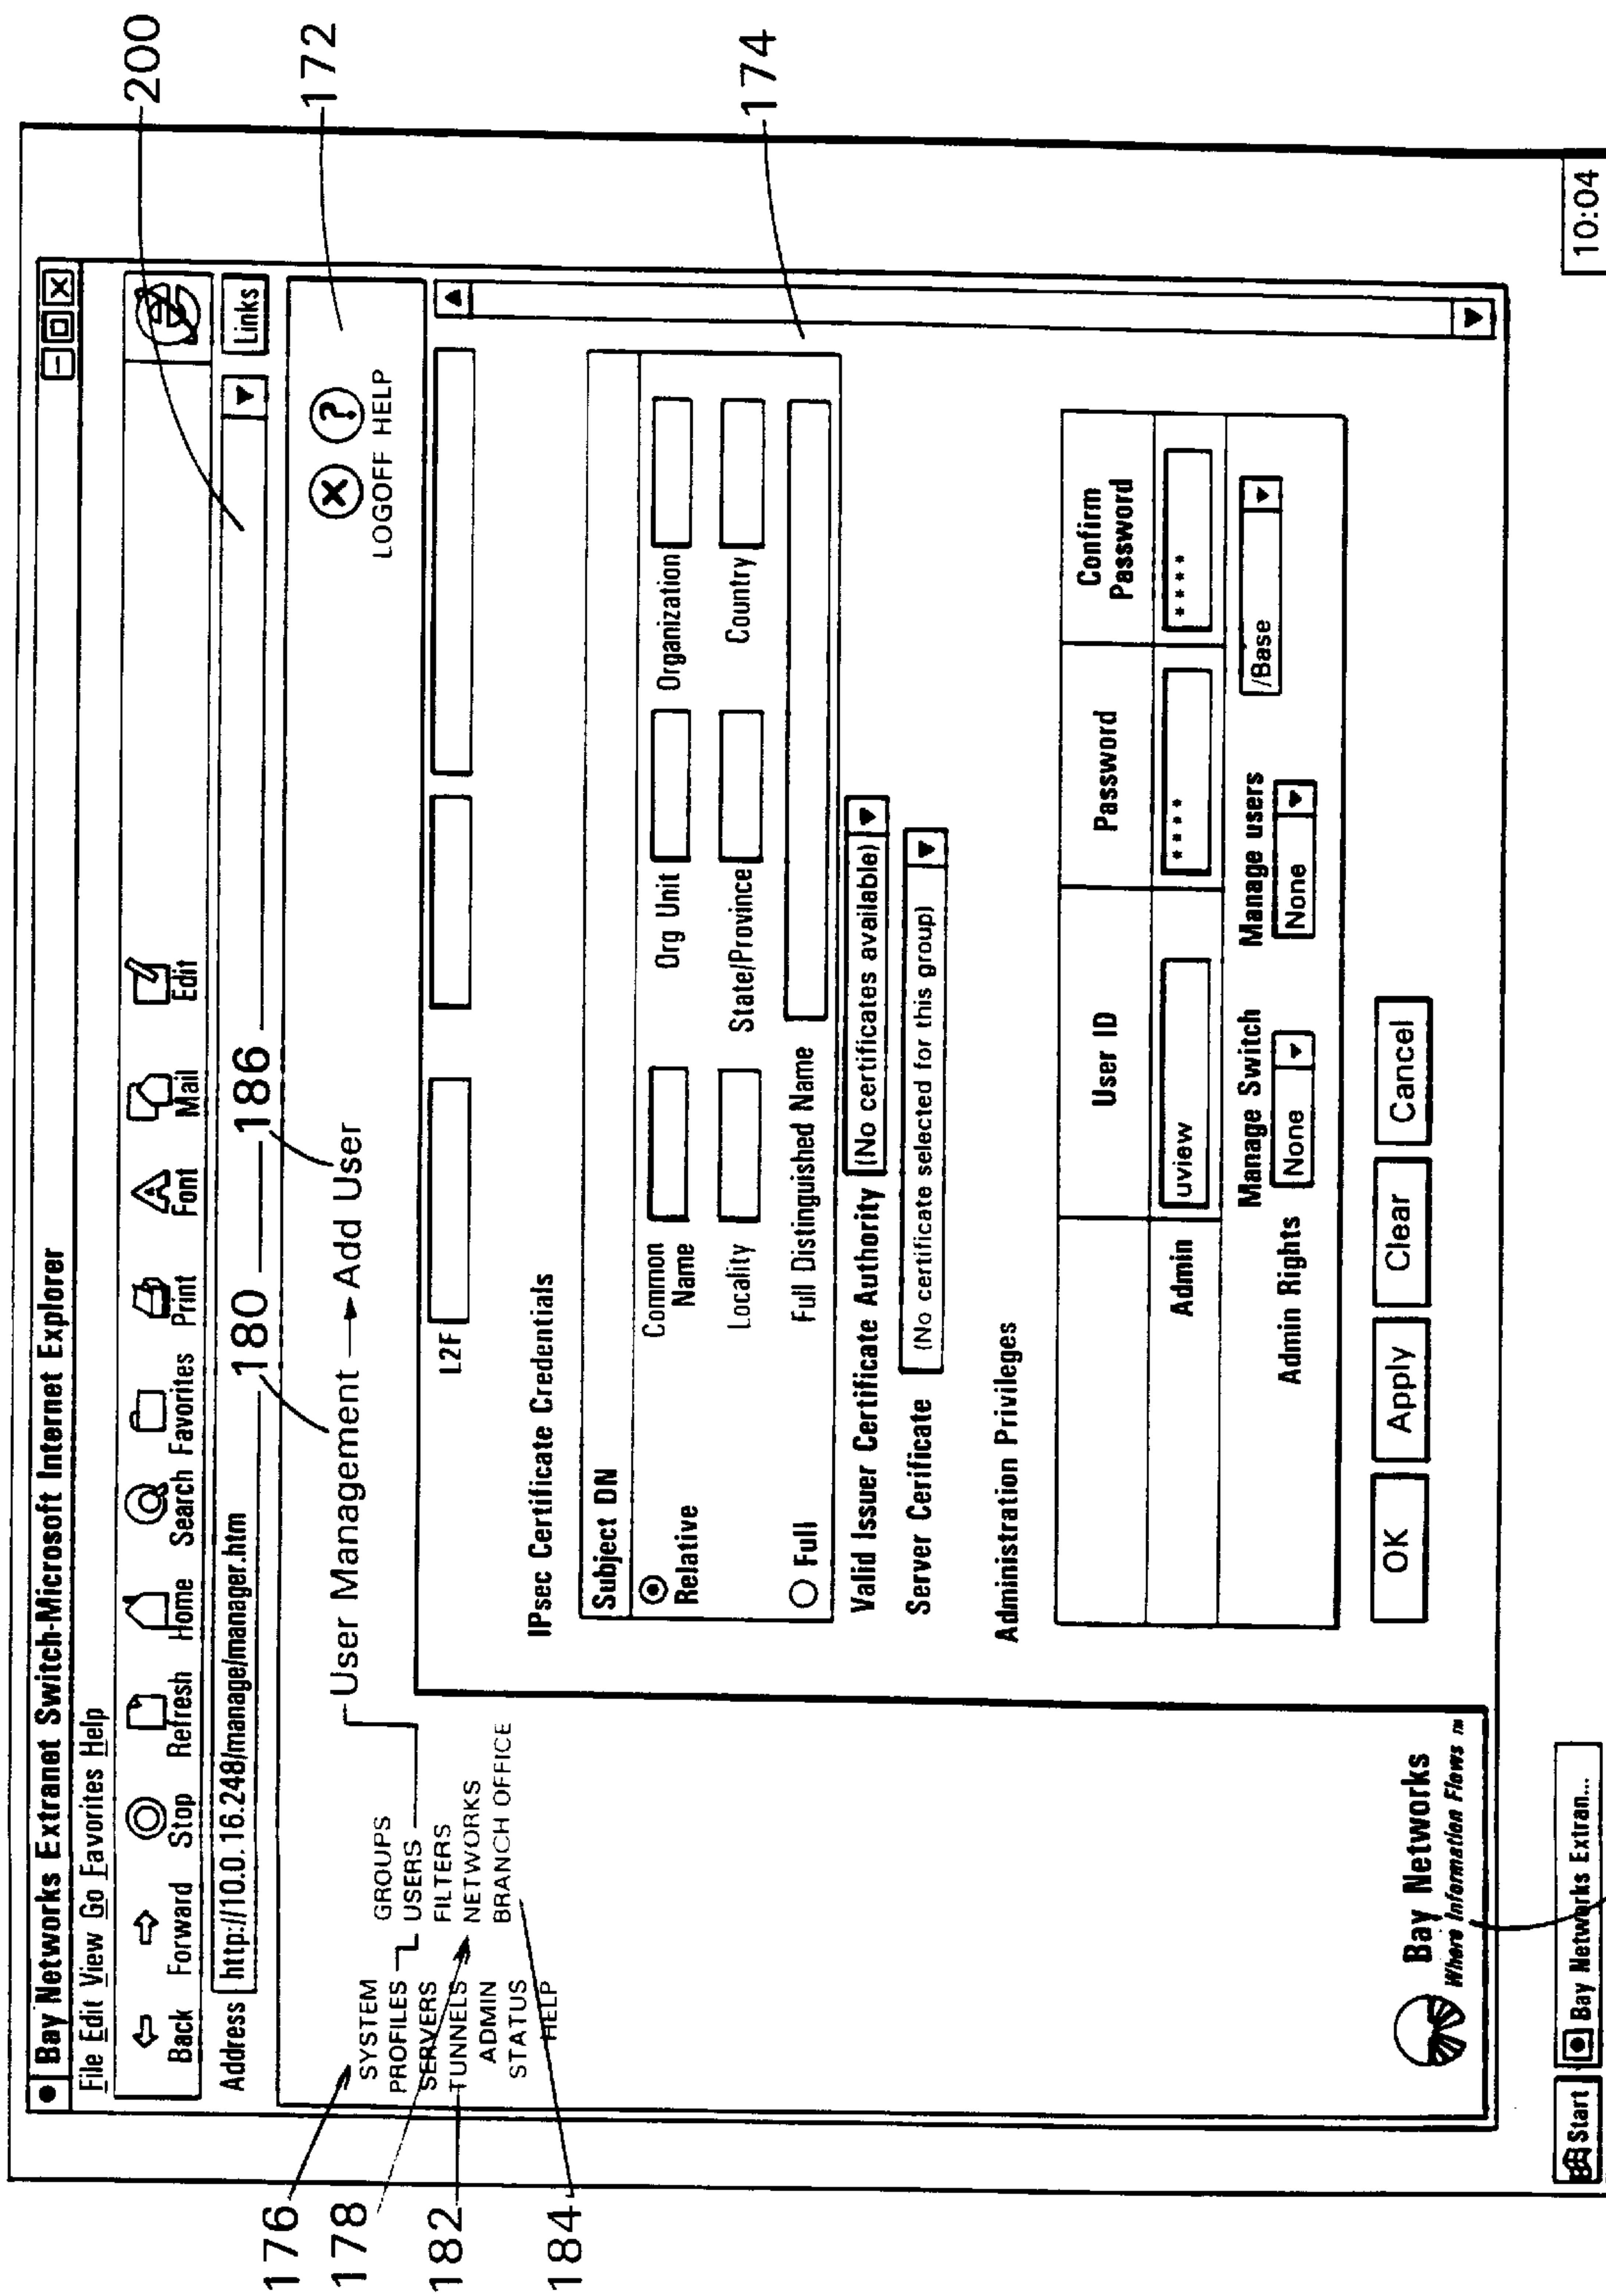 Bay Networks Extranet Switch-Microsoft Internet Explorer
File Edit View Go Favorites Help
Back Forward Stop Refresh Home Search Favorites Print Font Mail Edit
200
Address http://10.0.16.248/manage/manager.htm
Links
180
186
172
176
178
182
184
174
SYSTEM
PROFILES
SERVERS
TUNNELS
ADMIN
STATUS
HELP
GROUPS
USERS
FILTERS
NETWORKS
BRANCH OFFICE
User Management Add User
LOGOFF HELP
L2F
IPsec Certificate Credentials
Subject DN
Relative
Common Name
Org Unit
Organization
Locality
State/Province
Country
Full
Full Distinguished Name
Valid Issuer Certificate Authority (No certificates available)
Server Cerificate (No certificate selected for this group)
Administration Privileges
User ID
Password
Confirm Password
Admin
uview
****
*****
Admin Rights
Manage Switch
None
Manage users
None
/Base
OK
Apply
Clear
Cancel
Bay Networks
Where Information Flows ™
Start
Bay Networks Extran...
10:04